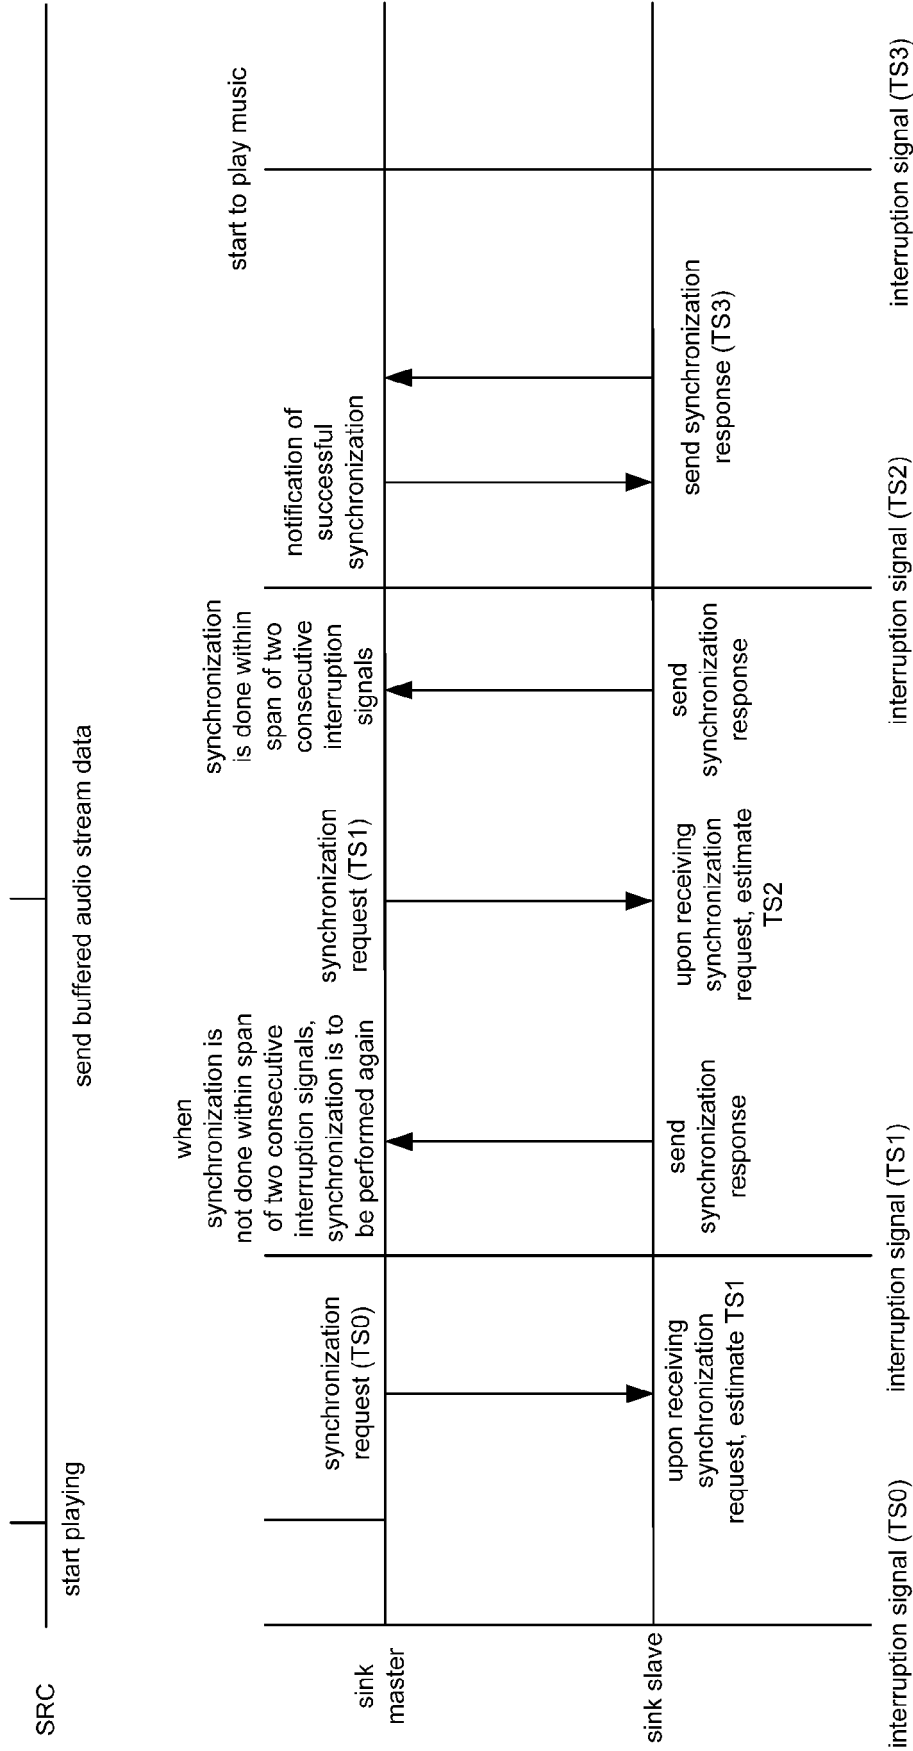 SRC
start playing
send buffered audio stream data
sink
master
synchronization
request (TS0)
when
synchronization is
not done within span
of two consecutive
interruption signals,
synchronization is to
be performed again
synchronization
request (TS1)
synchronization
is done within
span of two
consecutive
interruption
signals
notification of
successful
synchronization
start to play music
sink slave
upon receiving
synchronization
request, estimate TS1
send
synchronization
response
upon receiving
synchronization
request, estimate
TS2
send
synchronization
response
send synchronization
response (TS3)
interruption signal (TS0)
interruption signal (TS1)
interruption signal (TS2)
interruption signal (TS3)